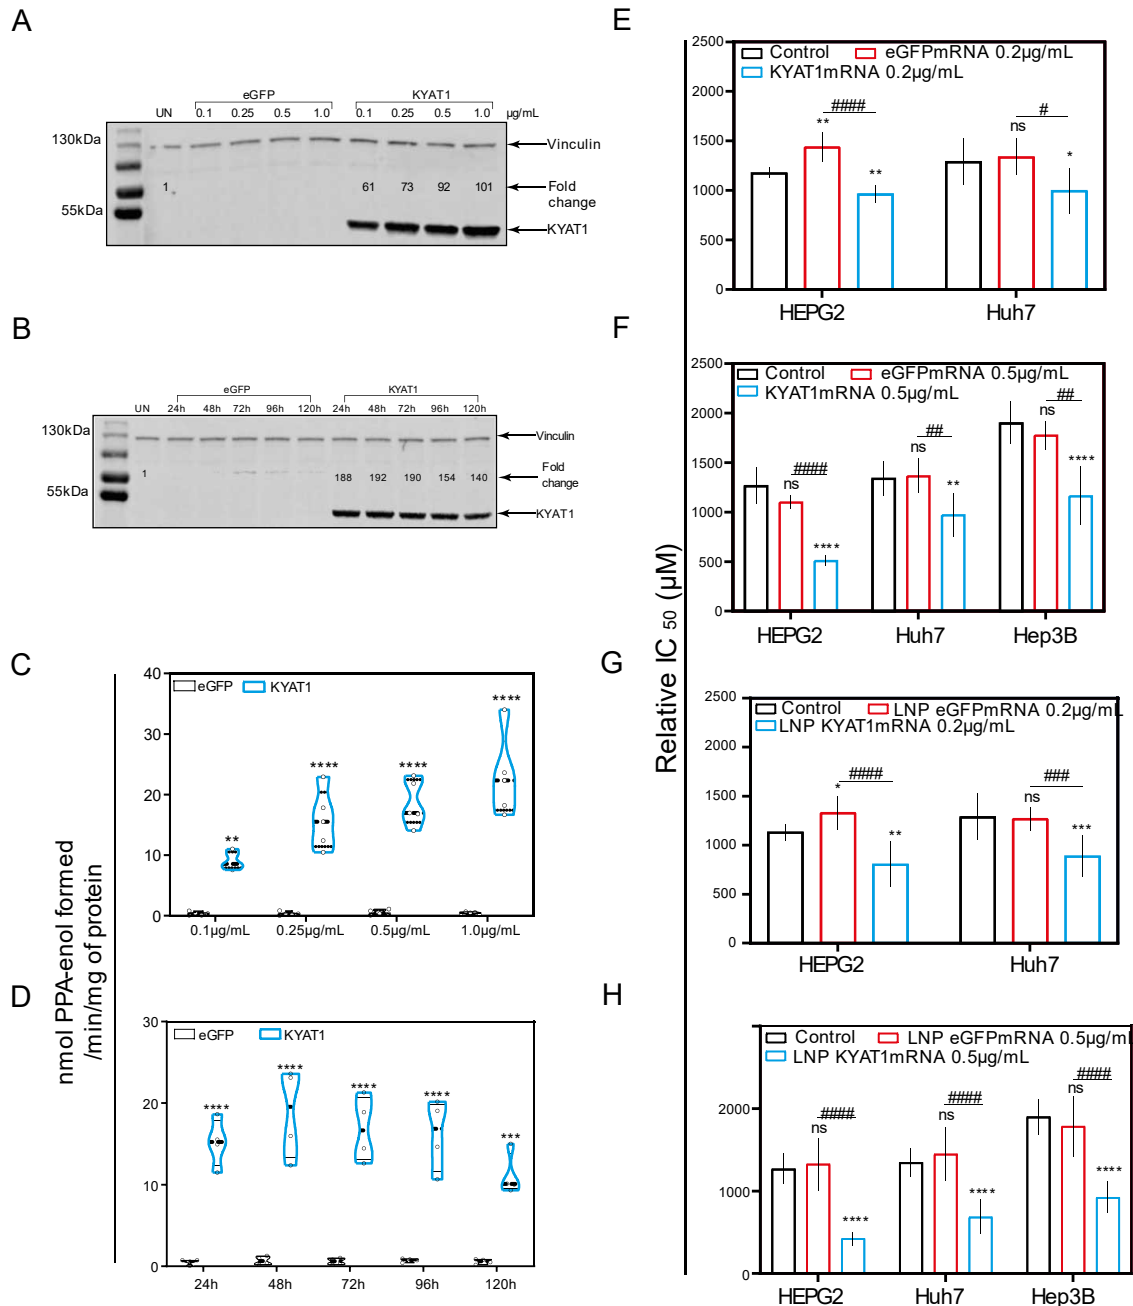 A
eGFP
KYAT1
UN 0.1 0.25 0.5 1.0 0.1 0.25 0.5 1.0 µg/mL
130kDa
Vinculin
1 61 73 92 101
Fold
change
55kDa
KYAT1
B
eGFP
KYAT1
UN 24h 48h 72h 96h 120h 24h 48h 72h 96h 120h
130kDa
Vinculin
1 188 192 190 154 140
Fold
change
55kDa
KYAT1
nmol PPA-enol formed
/min/mg of protein
C
eGFP KYAT1
40
30
20
10
0
**
****
****
****
0.1µg/mL 0.25µg/mL 0.5µg/mL 1.0µg/mL
D
eGFP KYAT1
30
20
10
0
****
****
****
****
***
24h 48h 72h 96h 120h
Relative IC 50 (µM)
E
Control eGFPmRNA 0.2µg/mL
KYAT1mRNA 0.2µg/mL
2500
2000
1500
1000
500
0
** #### **
ns # *
HEPG2 Huh7
F
Control eGFPmRNA 0.5µg/mL
KYAT1mRNA 0.5µg/mL
2500
2000
1500
1000
500
0
ns #### ****
ns ## **
ns ## ****
HEPG2 Huh7 Hep3B
G
Control LNP eGFPmRNA 0.2µg/mL
LNP KYAT1mRNA 0.2µg/mL
2500
2000
1500
1000
500
0
* #### **
ns ### ***
HEPG2 Huh7
H
Control LNP eGFPmRNA 0.5µg/ml
LNP KYAT1mRNA 0.5µg/mL
2000
1000
0
ns #### ****
ns #### ****
ns #### ****
HEPG2 Huh7 Hep3B